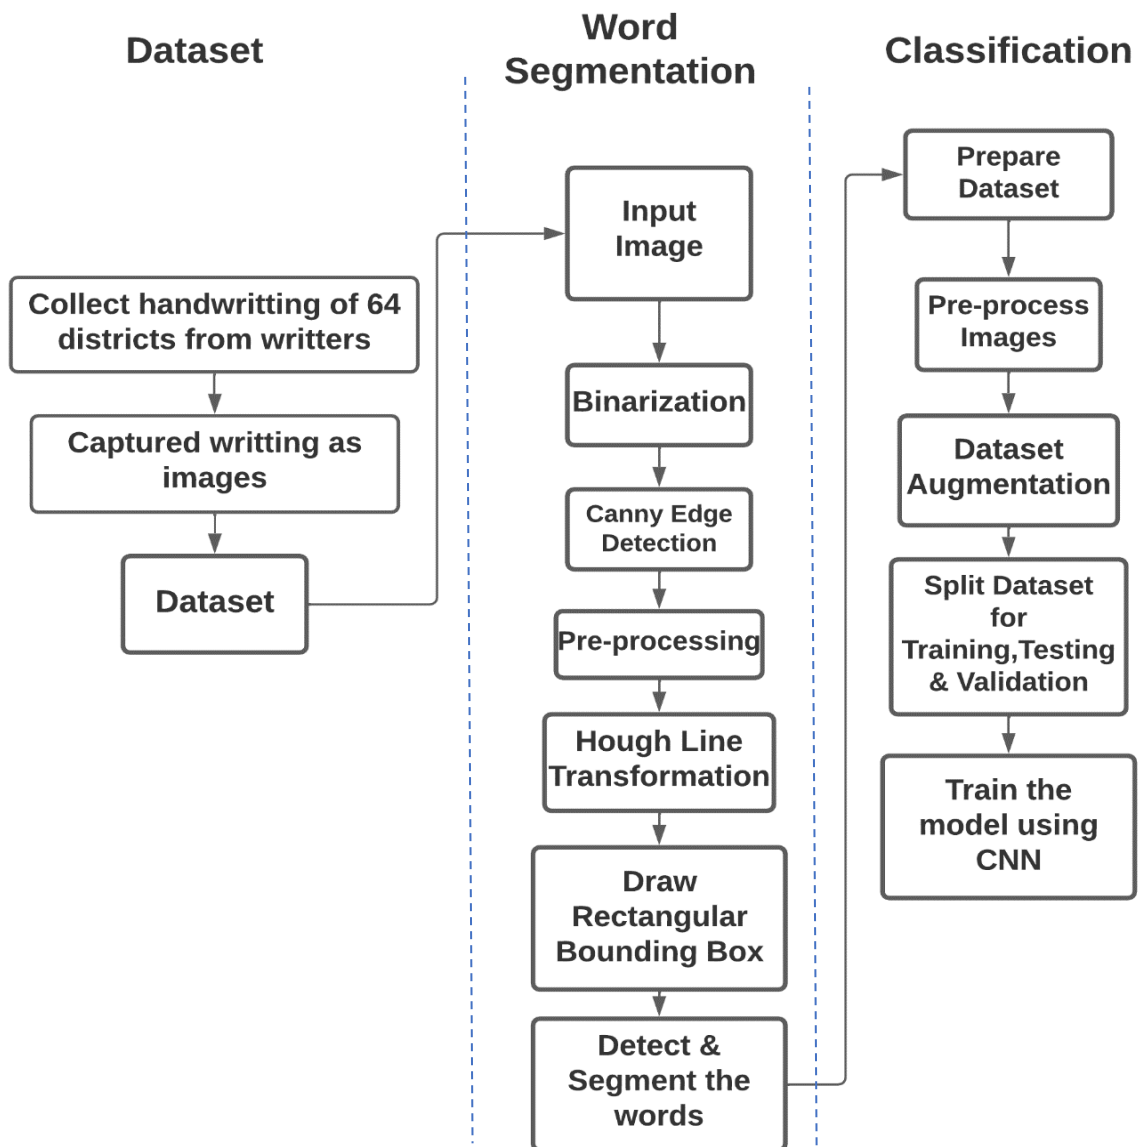 Dataset
Collect handwritting of 64
districts from writters
Captured writting as
images
Dataset
Word
Segmentation
Input
Image
Binarization
Canny Edge
Detection
Pre-processing
Hough Line
Transformation
Draw
Rectangular
Bounding Box
Detect &
Segment the
words
Classification
Prepare
Dataset
Pre-process
Images
Dataset
Augmentation
Split Dataset
for
Training,Testing
& Validation
Train the
model using
CNN